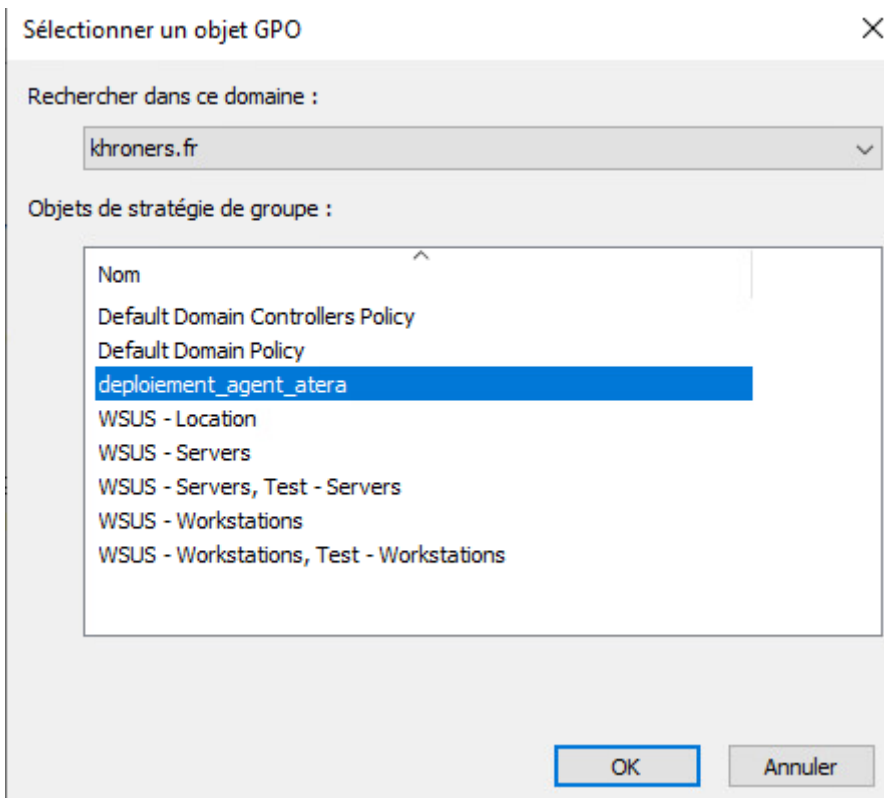 Sélectionner un objet GPO
Rechercher dans ce domaine :
khroners.fr
Objets de stratégie de groupe :
Nom
Default Domain Controllers Policy
Default Domain Policy
deploiement_agent_atera
WSUS - Location
WSUS - Servers
WSUS - Servers, Test - Servers
WSUS - Workstations
WSUS - Workstations, Test - Workstations
OK Annuler